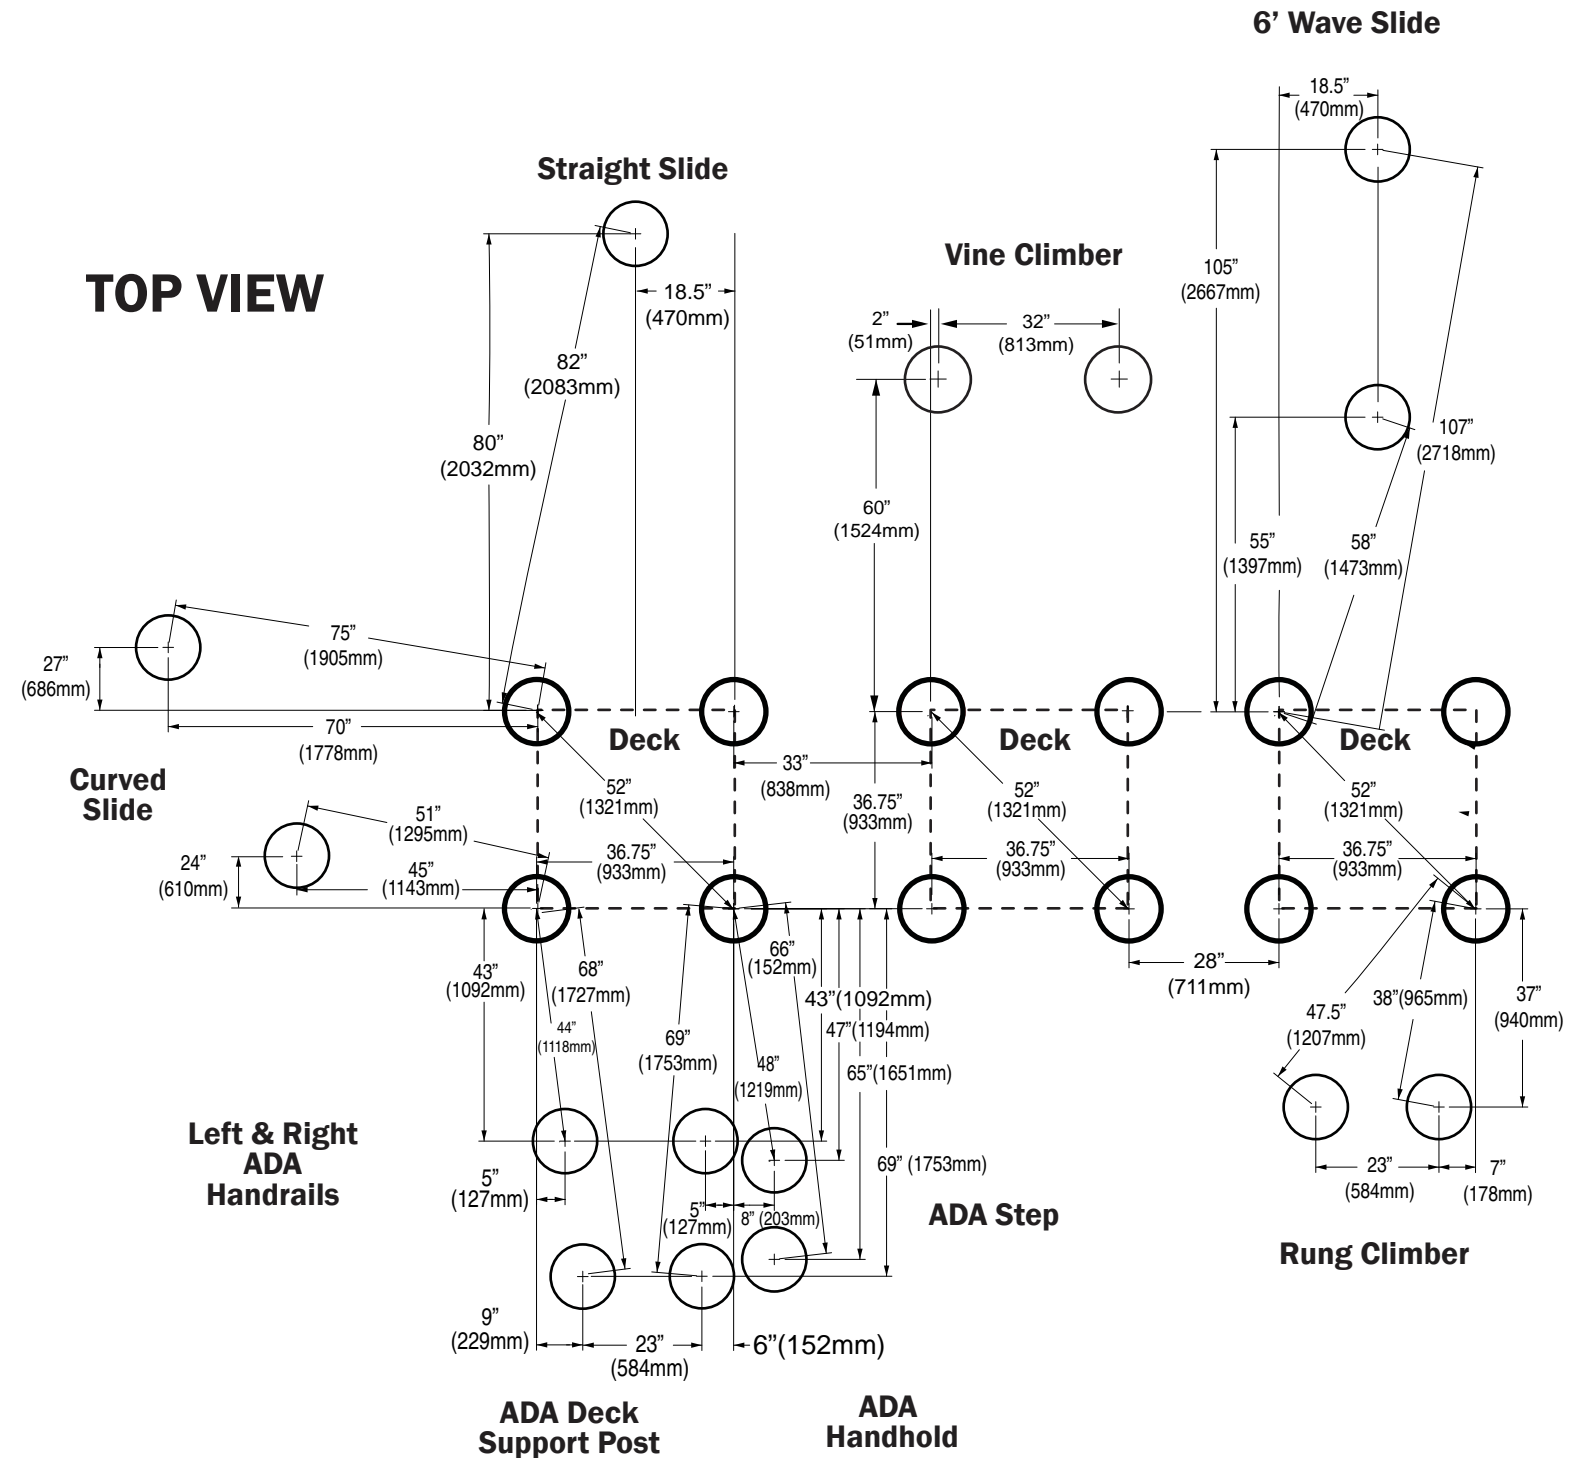 6’ Wave Slide
18.5”
(470mm)
Straight Slide
TOP VIEW
18.5”
(470mm)
82”
(2083mm)
80”
(2032mm)
Vine Climber
2”
(51mm)
32”
(813mm)
60”
(1524mm)
105”
(2667mm)
107”
(2718mm)
55”
(1397mm)
58”
(1473mm)
75”
(1905mm)
27”
(686mm)
70”
(1778mm)
Deck
Deck
Deck
33”
(838mm)
Curved
Slide
52”
(1321mm)
36.75”
(933mm)
52”
(1321mm)
52”
(1321mm)
51”
(1295mm)
24”
(610mm)
45”
(1143mm)
36.75”
(933mm)
36.75”
(933mm)
36.75”
(933mm)
43”
(1092mm)
68”
(1727mm)
66”
(152mm)
28”
(711mm)
43”(1092mm)
44”
(1118mm)
69”
(1753mm)
47”(1194mm)
48”
(1219mm)
65”(1651mm)
47.5”
(1207mm)
38”(965mm)
37”
(940mm)
Left & Right
ADA
Handrails
5”
(127mm)
5”
(127mm)
8” (203mm)
69” (1753mm)
ADA Step
23”
(584mm)
7”
(178mm)
Rung Climber
9”
(229mm)
23”
(584mm)
6”(152mm)
ADA Deck
Support Post
ADA
Handhold